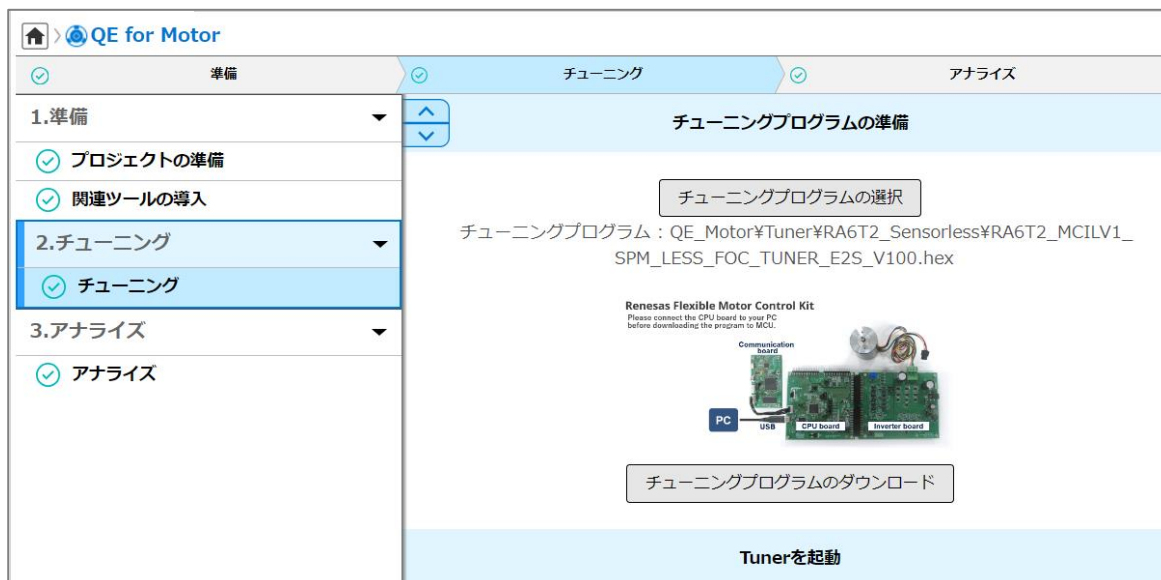 QE for Motor
準備
チューニング
アナライズ
1.準備
プロジェクトの準備
関連ツールの導入
2.チューニング
チューニング
3.アナライズ
アナライズ
チューニングプログラムの準備
チューニングプログラムの選択
チューニングプログラム：QE_Motor¥Tuner¥RA6T2_Sensorless¥RA6T2_MCILV1_
SPM_LESS_FOC_TUNER_E2S_V100.hex
Renesas Flexible Motor Control Kit
Please connect the CPU board to your PC
before downloading the program to MCU.
Communication
board
PC
USB
CPU board
Inverter board
チューニングプログラムのダウンロード
Tunerを起動